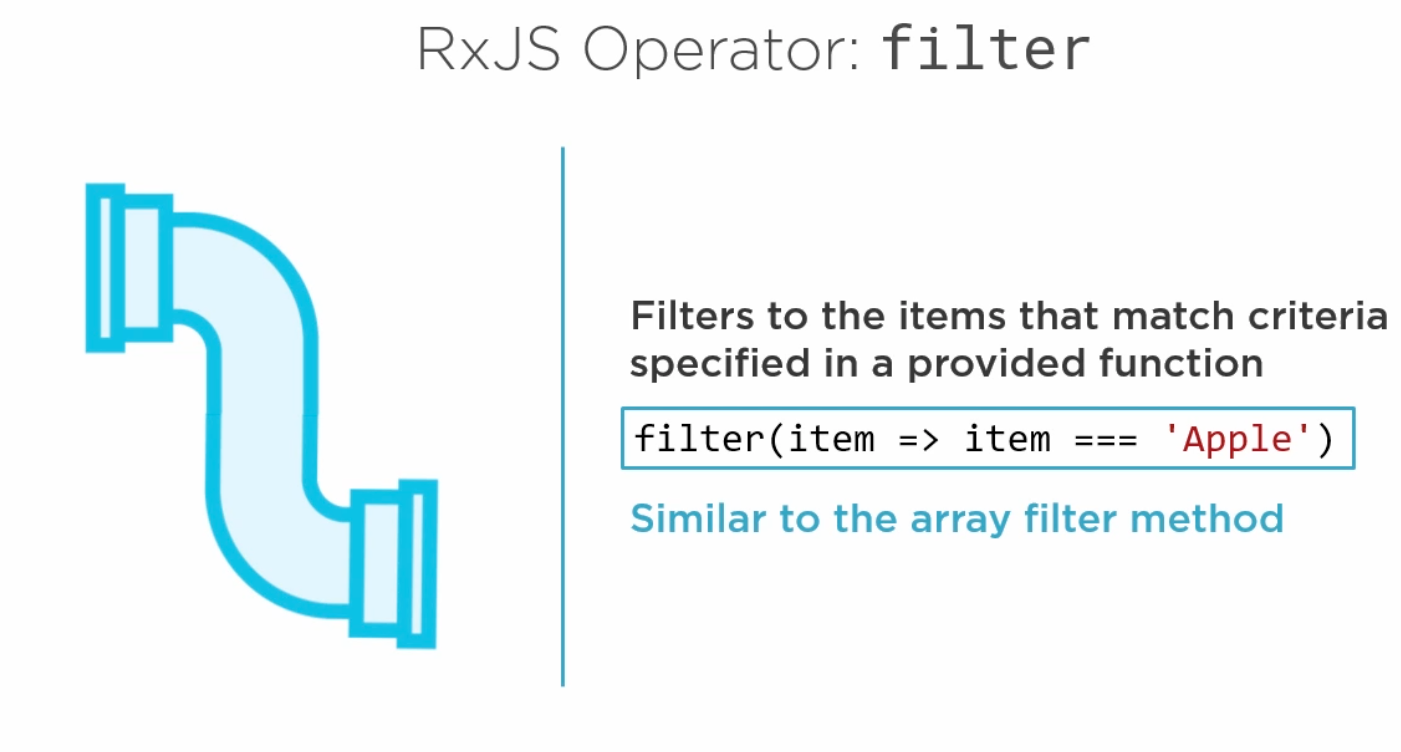 RxJS Operator: filter
Filters to the items that match criteria
specified in a provided function
filter(item => item === 'Apple')
Similar to the array filter method